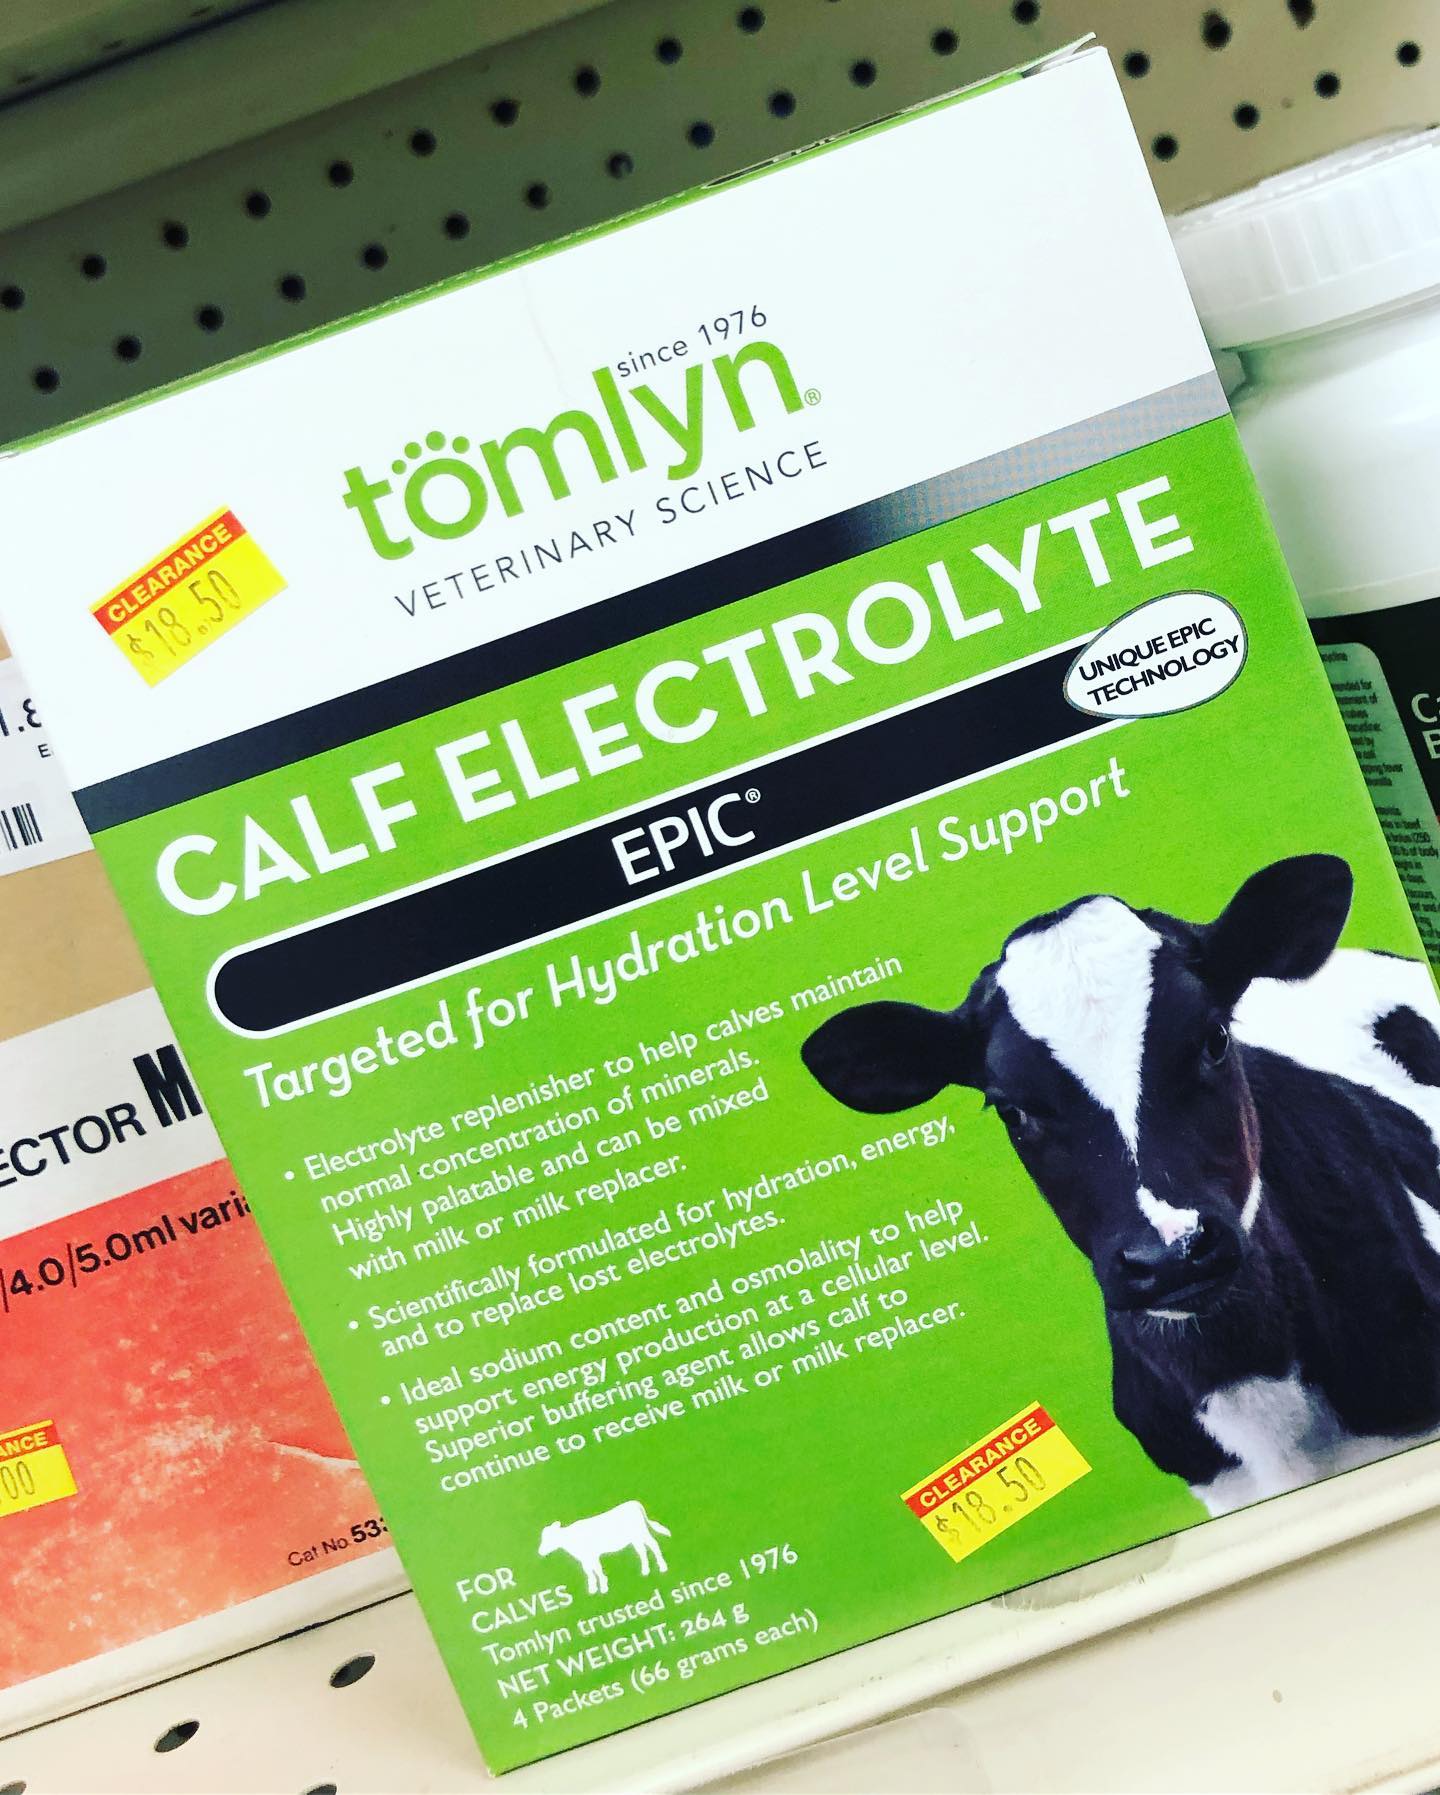 since 1976
tömlyn®
VETERINARY SCIENCE
CLEARANCE
$18.50
CALF ELECTROLYTE
UNIQUE EPIC
TECHNOLOGY
EPIC®
Targeted for Hydration Level Support
• Electrolyte replenisher to help calves maintain
normal concentration of minerals.
Highly palatable and can be mixed
with milk or milk replacer.
• Scientifically formulated for hydration, energy,
and to replace lost electrolytes.
• Ideal sodium content and osmolality to help
support energy production at a cellular level.
Superior buffering agent allows calf to
continue to receive milk or milk replacer.
CLEARANCE
$18.50
FOR
CALVES
Tomlyn trusted since 1976
NET WEIGHT: 264 g
4 Packets (66 grams each)
ECTOR M
/4.0/5.0ml vari
ANCE
00
Cat No 533